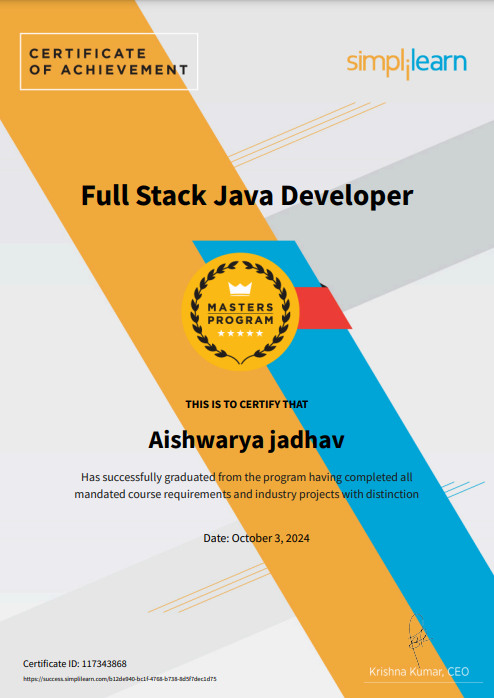 CERTIFICATE
OF ACHIEVEMENT
simplilearn
Full Stack Java Developer
MASTERS
PROGRAM
THIS IS TO CERTIFY THAT
Aishwarya jadhav
Has successfully graduated from the program having completed all
mandated course requirements and industry projects with distinction
Date: October 3, 2024
Krishna Kumar, CEO
Certificate ID: 117343868
https://success.simplilearn.com/b12de940-bc1f-4768-b738-8d5f7dec1d75